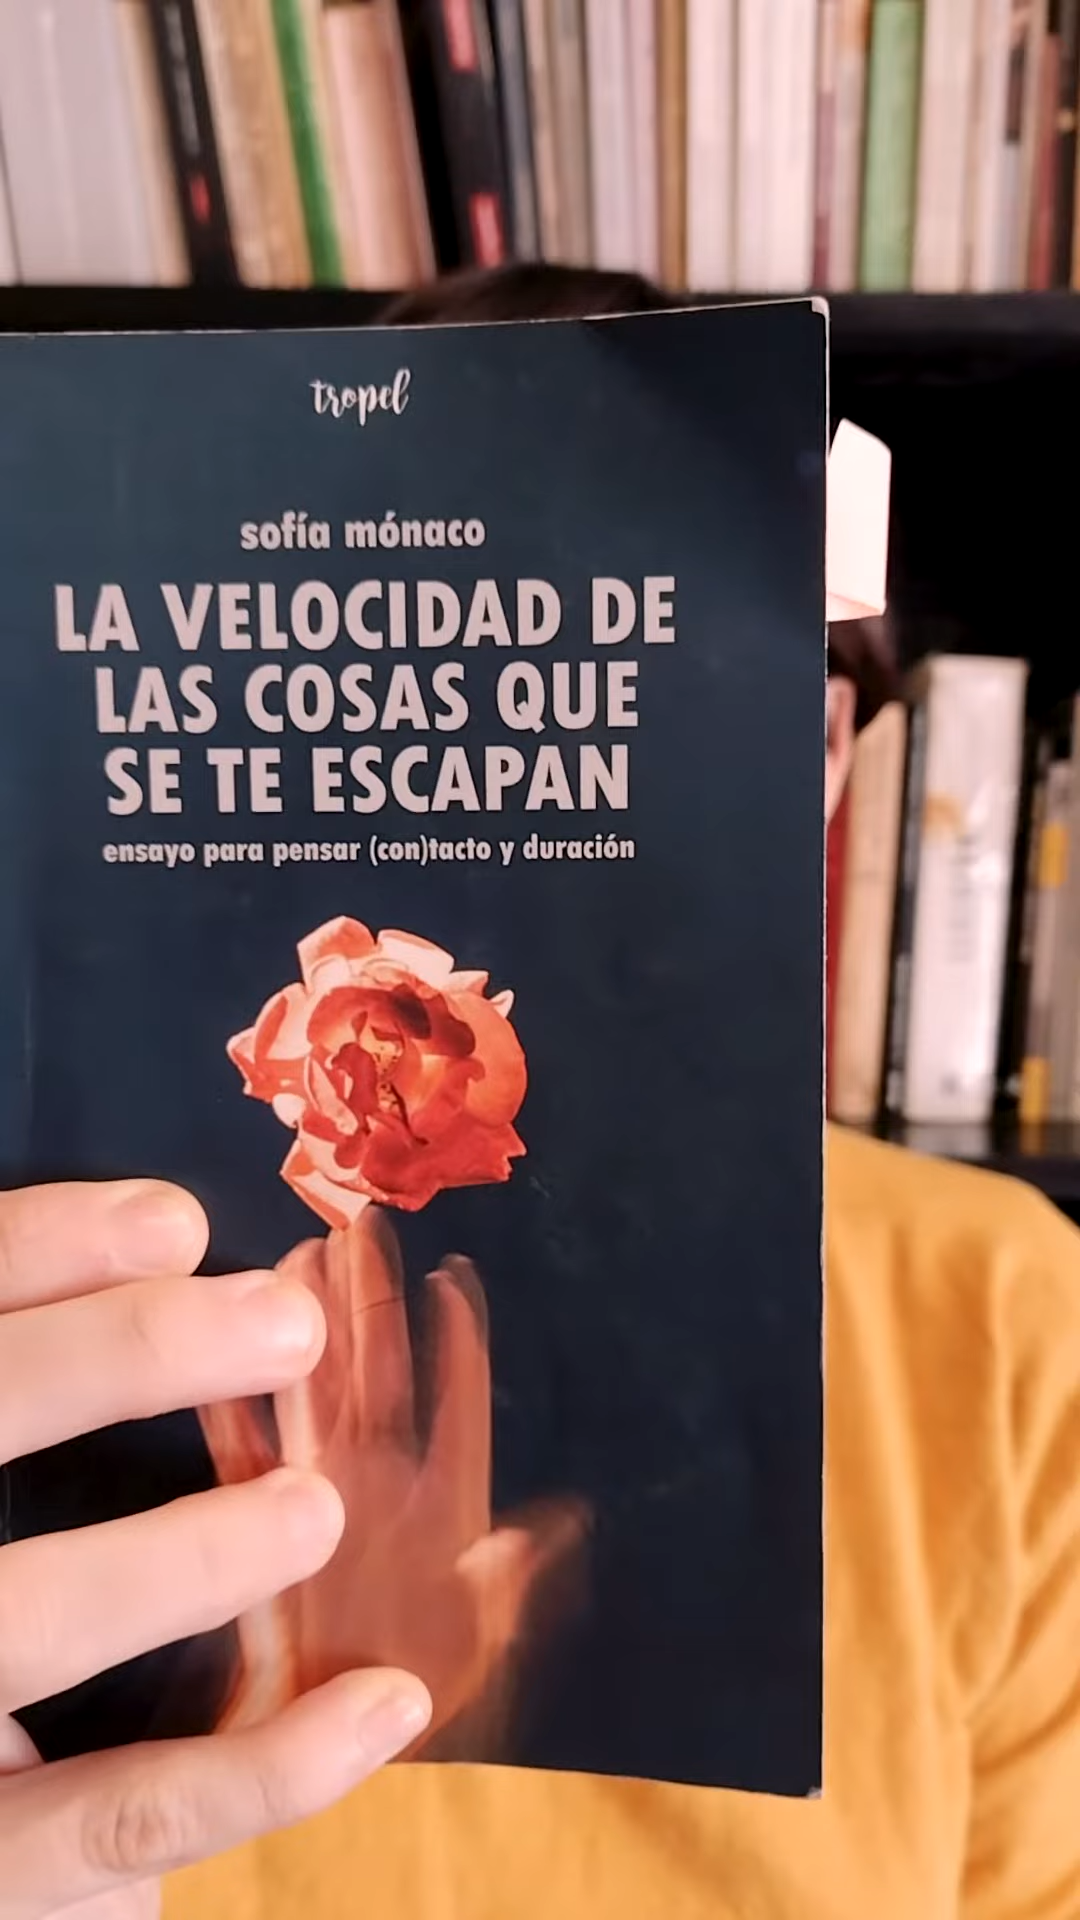 tropel
sofía mónaco
LA VELOCIDAD DE
LAS COSAS QUE
SE TE ESCAPAN
ensayo para pensar (con)tacto y duración